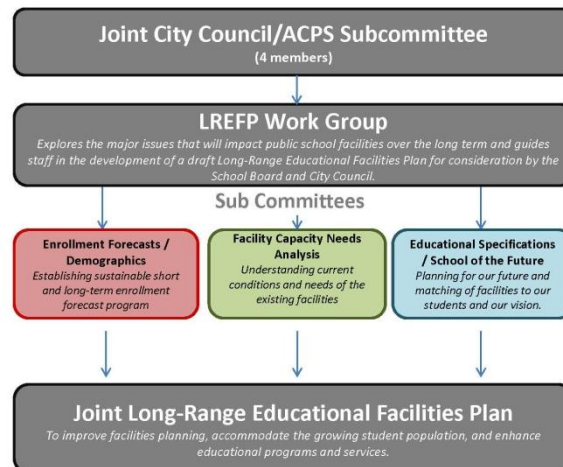 Joint City Council/ACPS Subcommittee
(4 members)
LREFP Work Group
Explores the major issues that will impact public school facilities over the long term and guides
staff in the development of a draft Long-Range Educational Facilities Plan for consideration by the
School Board and City Council.
Sub Committees
Enrollment Forecasts /
Demographics
Establishing sustainable short
and long-term enrollment
forecast program
Facility Capacity Needs
Analysis
Understanding current
conditions and needs of the
existing facilities
Educational Specifications
/ School of the Future
Planning for our future and
matching of facilities to our
students and our vision.
Joint Long-Range Educational Facilities Plan
To improve facilities planning, accommodate the growing student population, and enhance
educational programs and services.